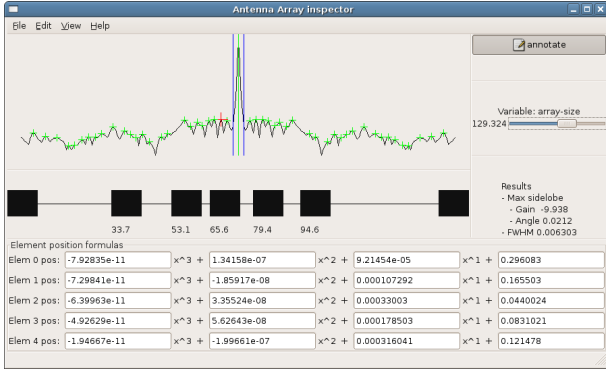 Antenna Array inspector
File Edit View Help
annotate
Variable: array-size
129.324
33.7 53.1 65.6 79.4 94.6
Results
- Max sidelobe
- Gain -9.938
- Angle 0.0212
- FWHM 0.006303
Element position formulas
Elem 0 pos: -7.92835e-11 x^3 + 1.34158e-07 x^2 + 9.21454e-05 x^1 + 0.296083
Elem 1 pos: -7.29841e-11 x^3 + -1.85917e-08 x^2 + 0.000107292 x^1 + 0.165503
Elem 2 pos: -6.39963e-11 x^3 + 3.35524e-08 x^2 + 0.00033003 x^1 + 0.0440024
Elem 3 pos: -4.92629e-11 x^3 + 5.62643e-08 x^2 + 0.000178503 x^1 + 0.0831021
Elem 4 pos: -1.94667e-11 x^3 + -1.99661e-07 x^2 + 0.000316041 x^1 + 0.121478